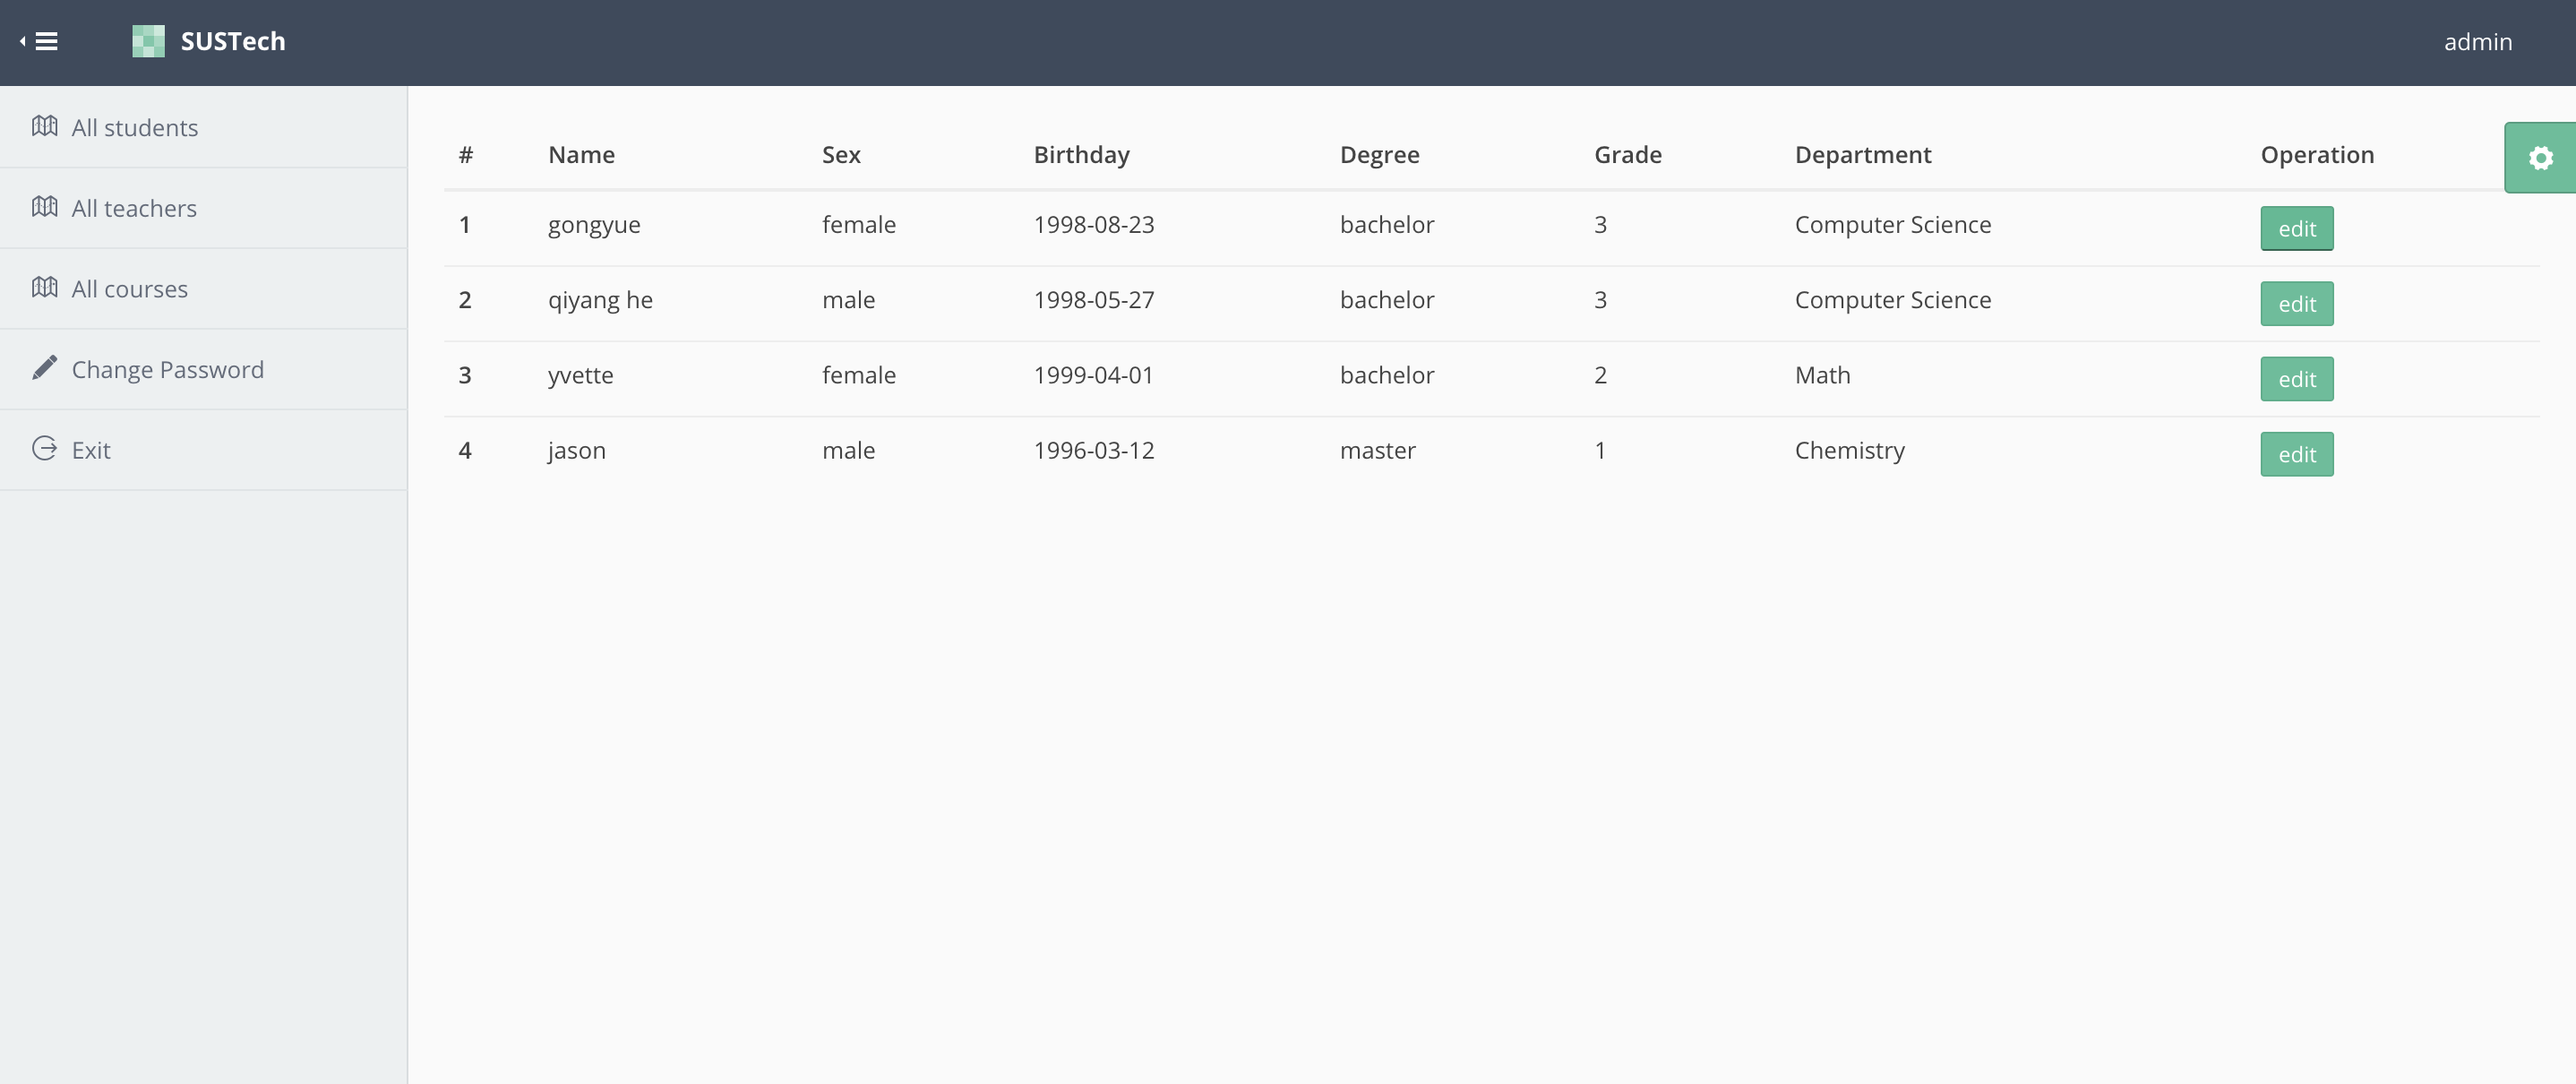 SUSTech
admin
All students
All teachers
All courses
Change Password
Exit
# Name Sex Birthday Degree Grade Department Operation
1 gongyue female 1998-08-23 bachelor 3 Computer Science edit
2 qiyang he male 1998-05-27 bachelor 3 Computer Science edit
3 yvette female 1999-04-01 bachelor 2 Math edit
4 jason male 1996-03-12 master 1 Chemistry edit